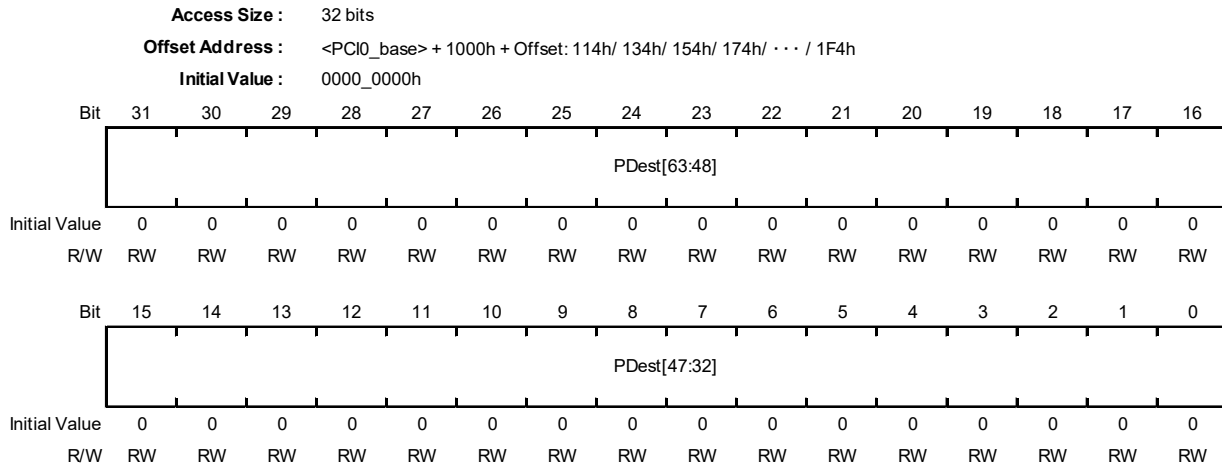 Access Size : 32 bits
Offset Address : <PCI0_base> + 1000h + Offset: 114h/ 134h/ 154h/ 174h/ ・・・ / 1F4h
Initial Value : 0000_0000h
Bit 31 30 29 28 27 26 25 24 23 22 21 20 19 18 17 16
PDest[63:48]
Initial Value 0 0 0 0 0 0 0 0 0 0 0 0 0 0 0 0
R/W RW RW RW RW RW RW RW RW RW RW RW RW RW RW RW RW
Bit 15 14 13 12 11 10 9 8 7 6 5 4 3 2 1 0
PDest[47:32]
Initial Value 0 0 0 0 0 0 0 0 0 0 0 0 0 0 0 0
R/W RW RW RW RW RW RW RW RW RW RW RW RW RW RW RW RW